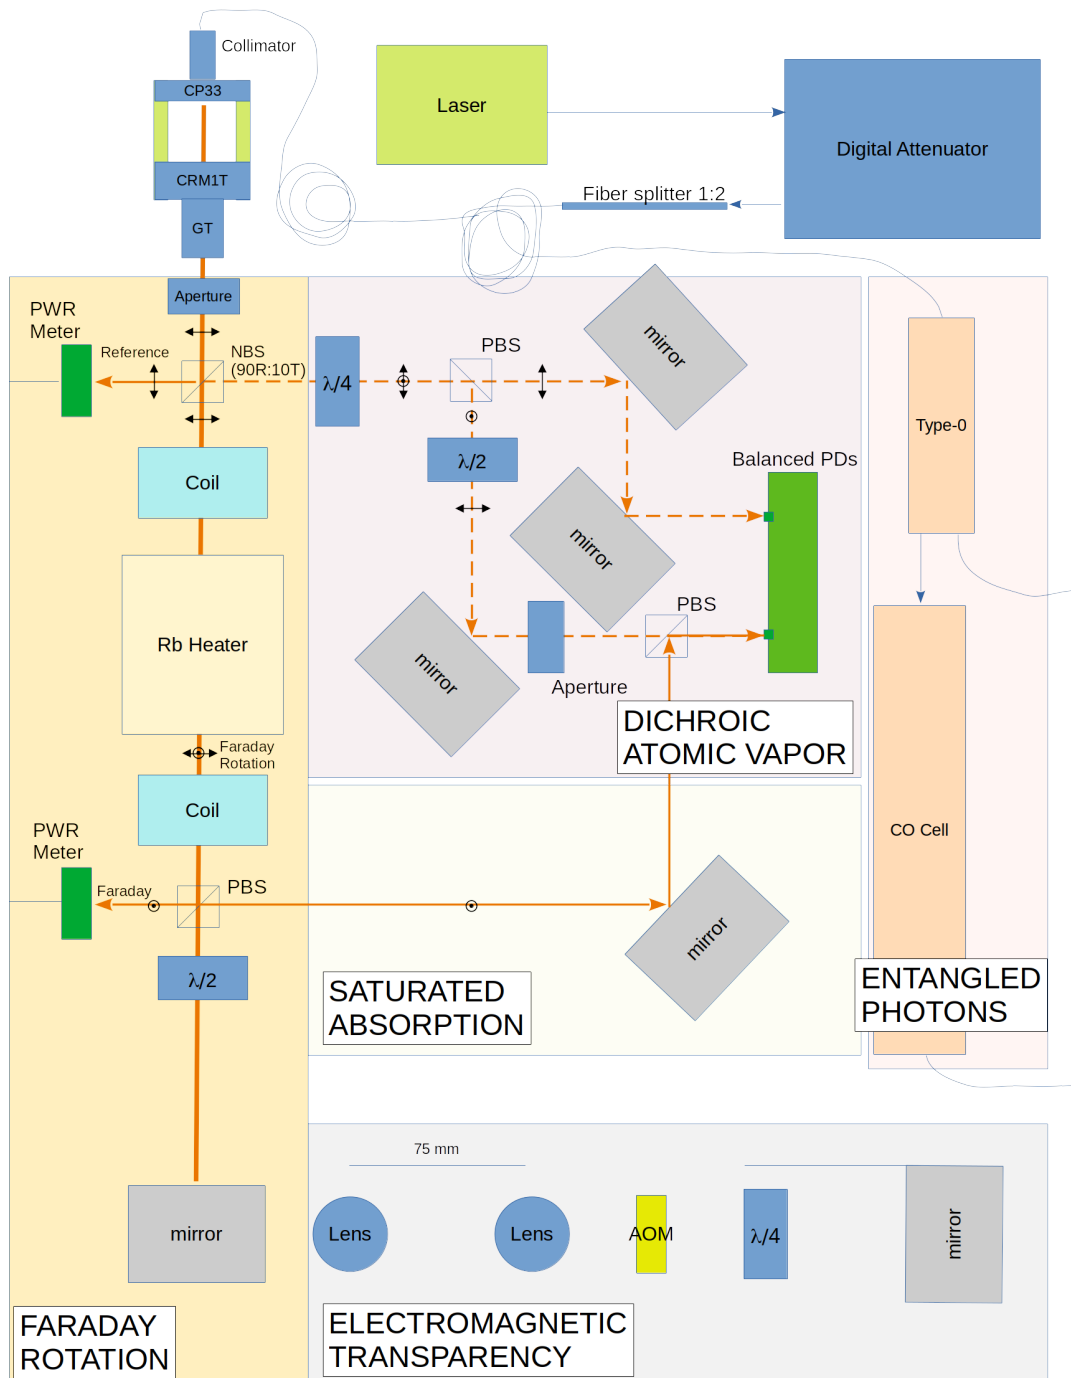 Collimator
CP33
CRM1T
GT
Laser
Digital Attenuator
Fiber splitter 1:2
Aperture
PWR
Meter
Reference
NBS
(90R:10T)
λ/4
PBS
mirror
λ/2
Coil
Balanced PDs
mirror
Type-0
Rb Heater
mirror
Aperture
PBS
DICHROIC
ATOMIC VAPOR
Faraday
Rotation
Coil
PWR
Meter
Faraday
PBS
λ/2
mirror
SATURATED
ABSORPTION
CO Cell
ENTANGLED
PHOTONS
mirror
FARADAY
ROTATION
75 mm
Lens
Lens
AOM
λ/4
mirror
ELECTROMAGNETIC
TRANSPARENCY